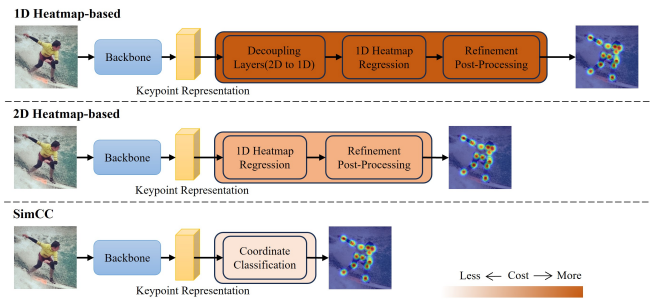 1D Heatmap-based
Backbone
Keypoint Representation
Decoupling
Layers(2D to 1D)
1D Heatmap
Regression
Refinement
Post-Processing
2D Heatmap-based
Backbone
Keypoint Representation
1D Heatmap
Regression
Refinement
Post-Processing
SimCC
Backbone
Keypoint Representation
Coordinate
Classification
Less ← Cost → More